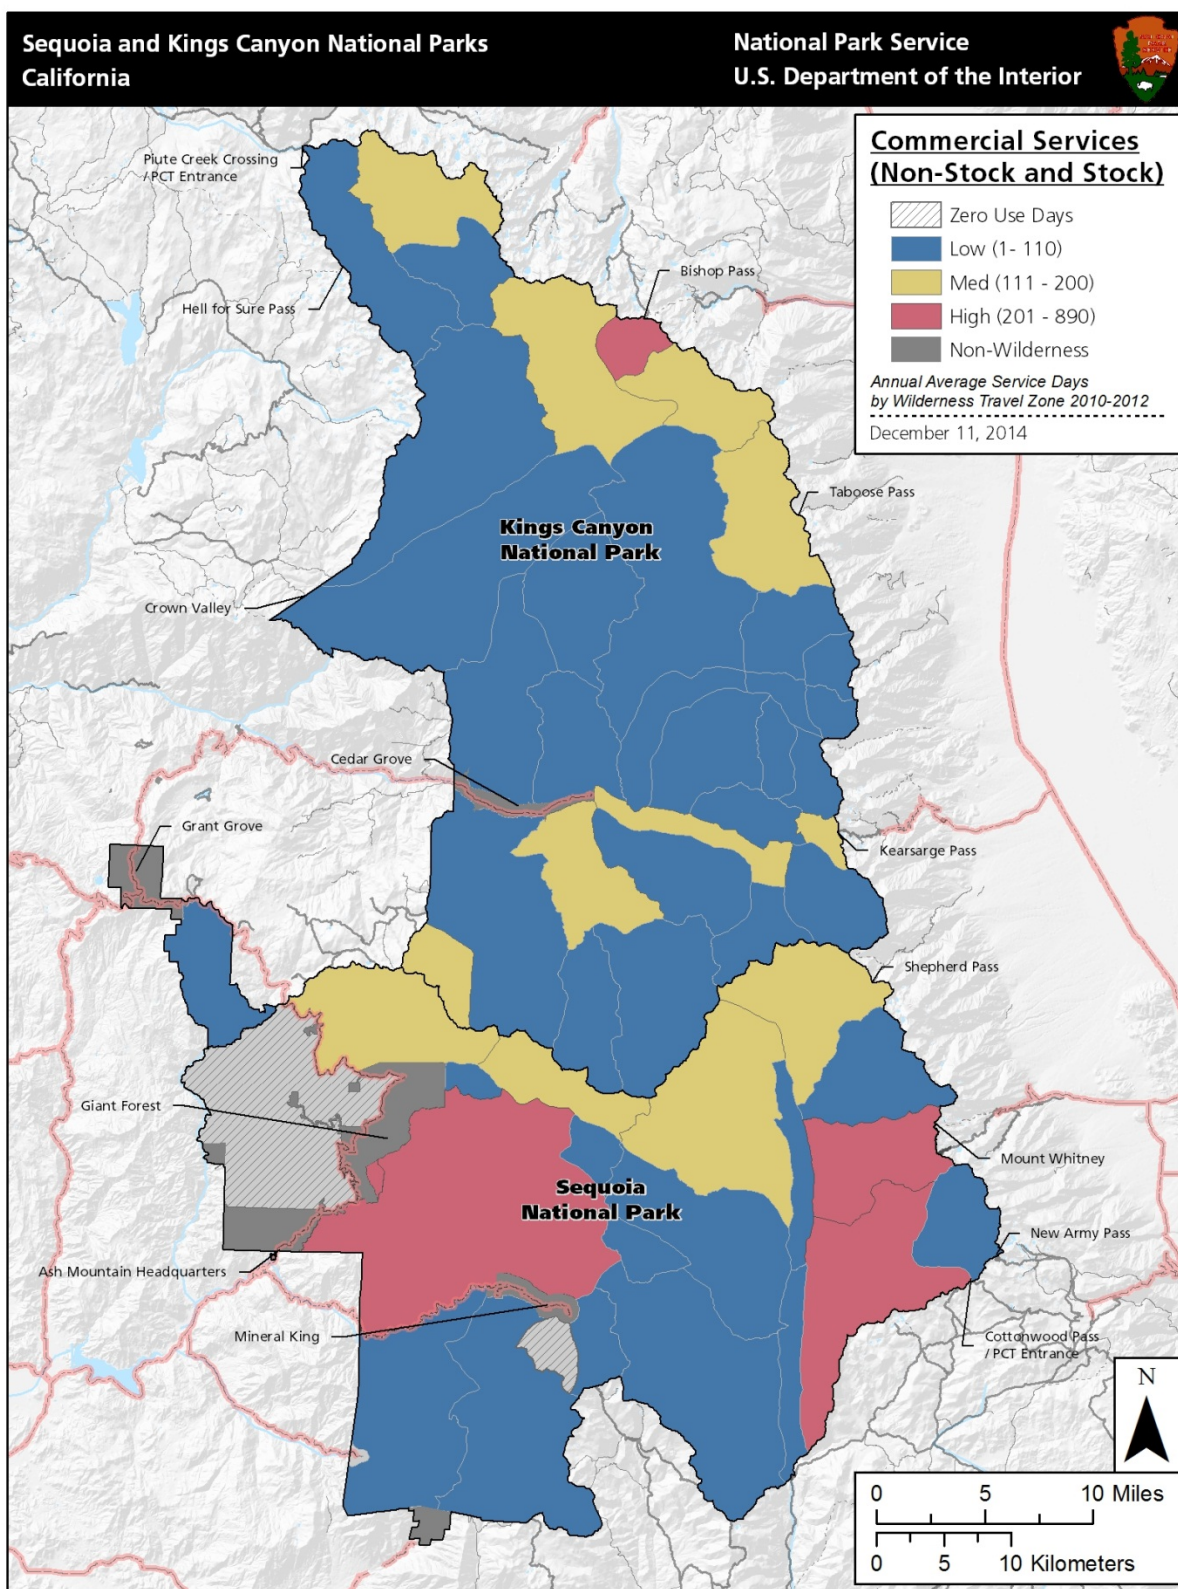 Sequoia and Kings Canyon National Parks
California
National Park Service
U.S. Department of the Interior
Commercial Services
(Non-Stock and Stock)
Zero Use Days
Low (1- 110)
Med (111 - 200)
High (201 - 890)
Non-Wilderness
Annual Average Service Days
by Wilderness Travel Zone 2010-2012
December 11, 2014
Piute Creek Crossing
/ PCT Entrance
Bishop Pass
Hell for Sure Pass
Taboose Pass
Kings Canyon
National Park
Crown Valley
Cedar Grove
Grant Grove
Kearsarge Pass
Shepherd Pass
Giant Forest
Mount Whitney
Sequoia
National Park
New Army Pass
Ash Mountain Headquarters
Mineral King
Cottonwood Pass
/ PCT Entrance
N
0 5 10 Miles
0 5 10 Kilometers